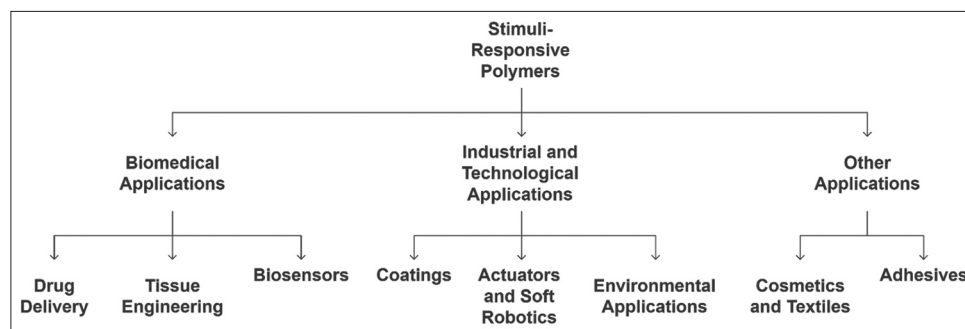 Stimuli-
Responsive
Polymers
Biomedical
Applications
Industrial and
Technological
Applications
Other
Applications
Drug
Delivery
Tissue
Engineering
Biosensors
Coatings
Actuators
and Soft
Robotics
Environmental
Applications
Cosmetics
and Textiles
Adhesives